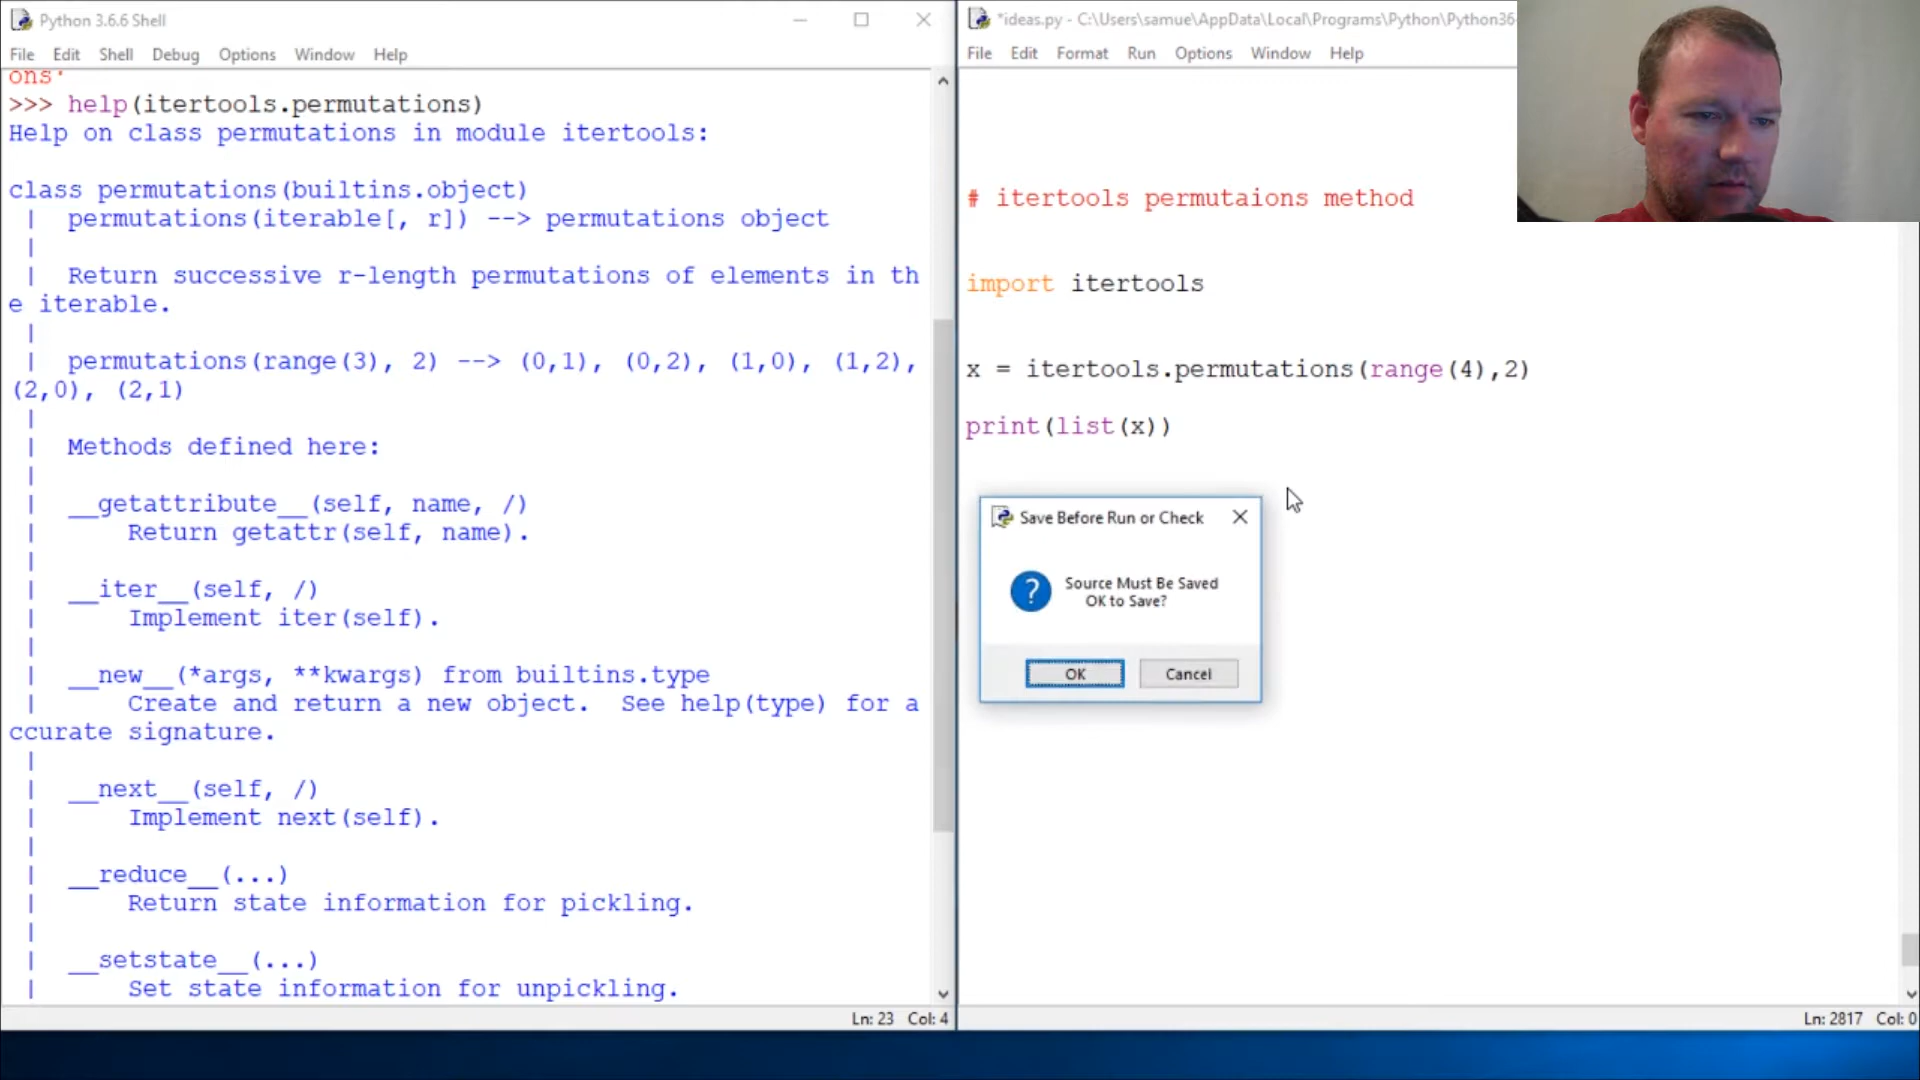 Python 3.6.6 Shell
File Edit Shell Debug Options Window Help
ons'
>>> help(itertools.permutations)
Help on class permutations in module itertools:
class permutations(builtins.object)
| permutations(iterable[, r]) --> permutations object
|
| Return successive r-length permutations of elements in th
e iterable.
|
| permutations(range(3), 2) --> (0,1), (0,2), (1,0), (1,2),
(2,0), (2,1)
|
| Methods defined here:
|
| __getattribute__(self, name, /)
| Return getattr(self, name).
|
| __iter__(self, /)
| Implement iter(self).
|
| __new__(*args, **kwargs) from builtins.type
| Create and return a new object. See help(type) for a
ccurate signature.
|
| __next__(self, /)
| Implement next(self).
|
| __reduce__(...)
| Return state information for pickling.
|
| __setstate__(...)
| Set state information for unpickling.
Ln: 23 Col: 4
*ideas.py - C:\Users\samue\AppData\Local\Programs\Python\Python36-
File Edit Format Run Options Window Help
# itertools permutaions method
import itertools
x = itertools.permutations(range(4),2)
print(list(x))
Save Before Run or Check
?
Source Must Be Saved
OK to Save?
OK Cancel
Ln: 2817 Col: 0